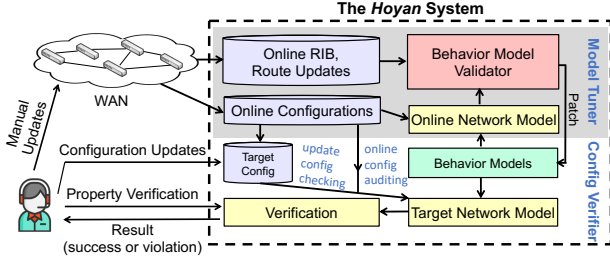 The Hoyan System
Online RIB,
Route Updates
Behavior Model
Validator
Model Tuner
WAN
Manual
Updates
Online Configurations
Online Network Model
Patch
Configuration Updates
Target
Config
update
config
checking
online
config
auditing
Behavior Models
Config Verifier
Property Verification
Verification
Target Network Model
Result
(success or violation)